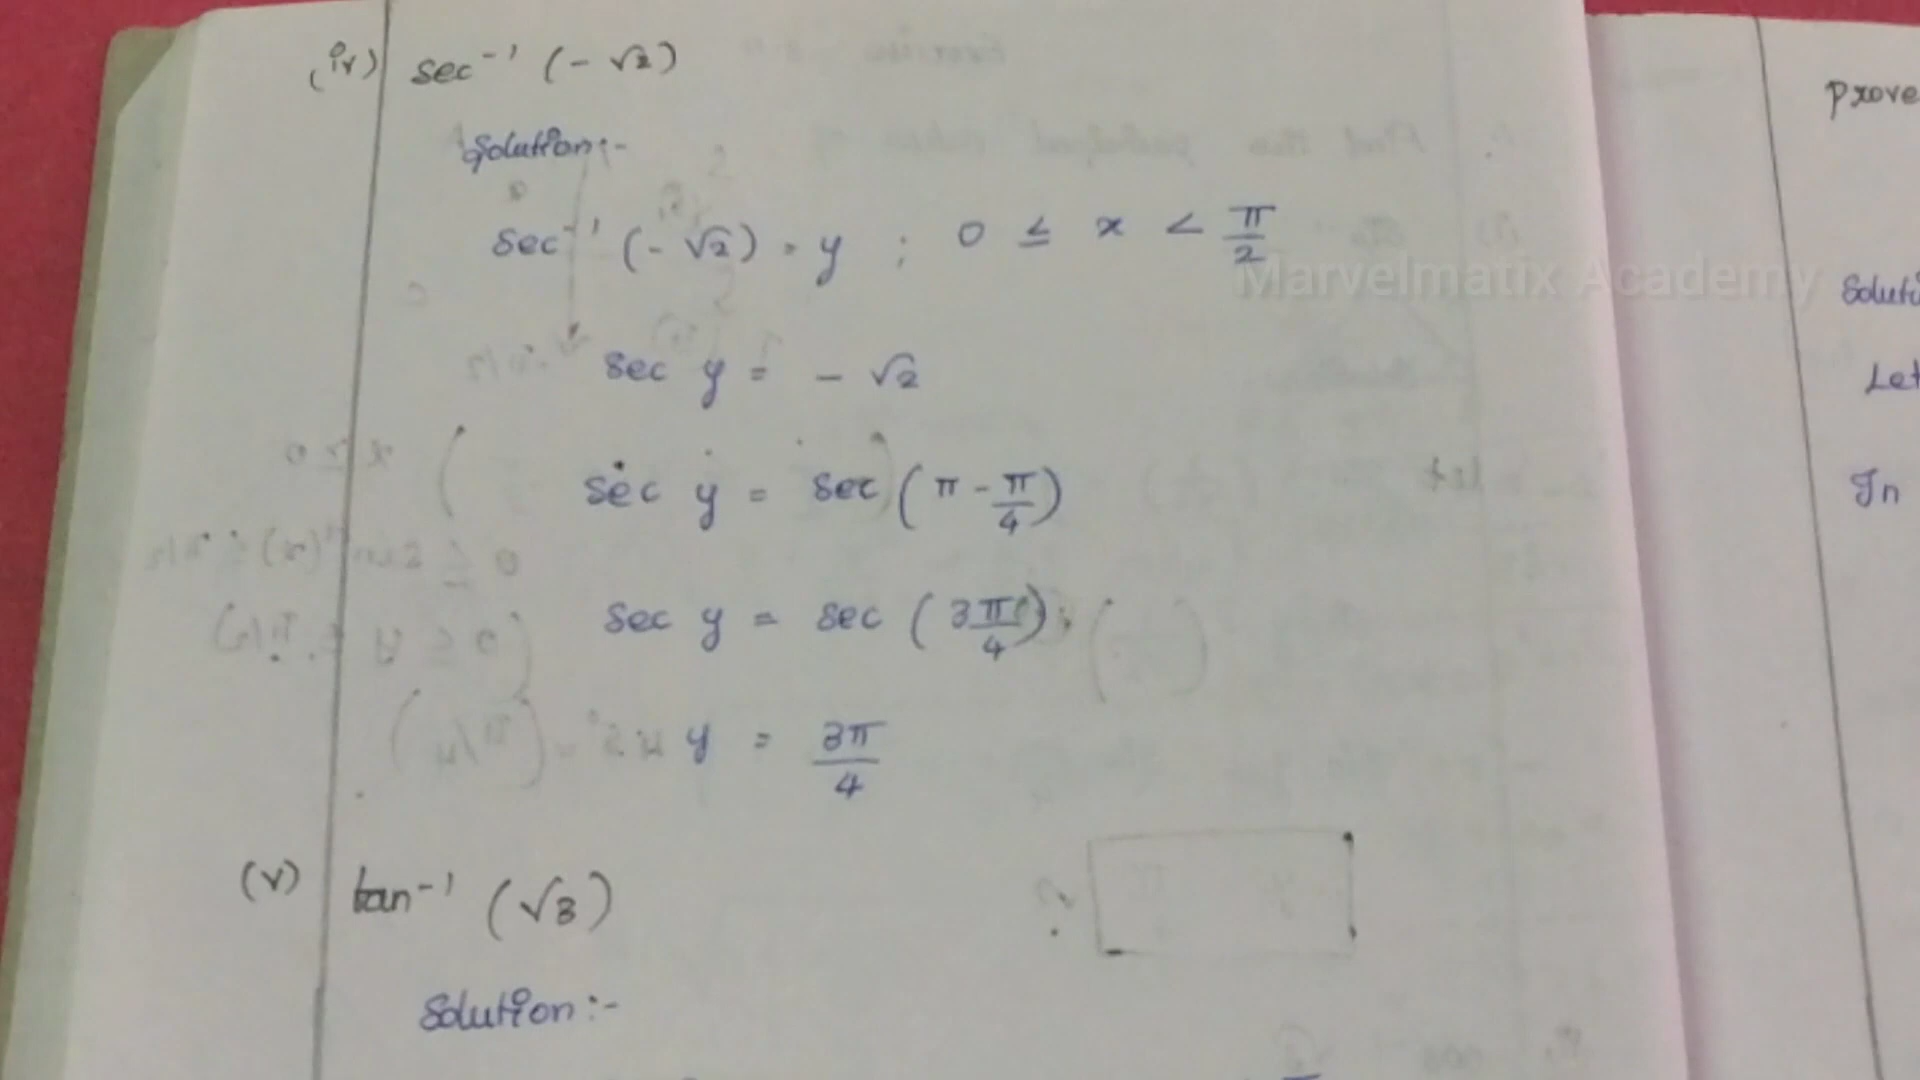 (iv) sec⁻¹ (- √2)
Solution:-
sec⁻¹ (- √2) = y ; 0 ≤ x < π/2
Marvelmatix Academy
sec y = - √2
sec y = sec (π - π/4)
sec y = sec (3π/4)
y = 3π/4
(v) tan⁻¹ (√3)
Solution:-
prove
Soluti
Let
In